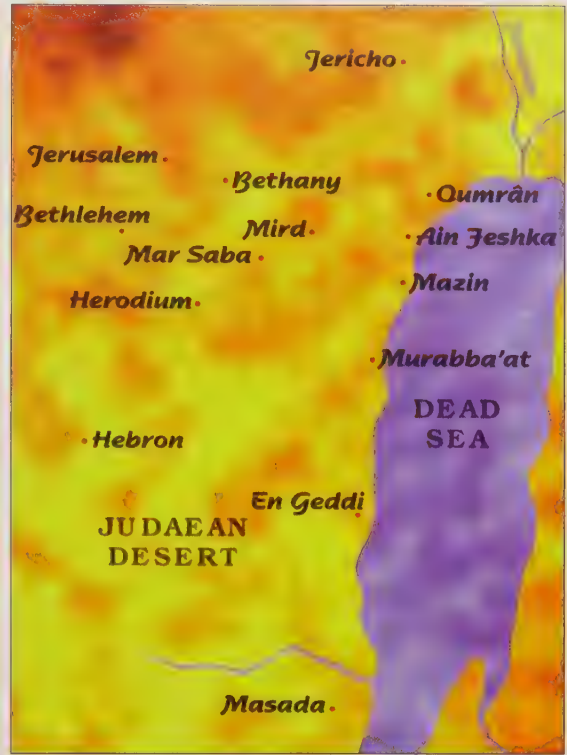 Jericho
Jerusalem
Bethany
Qumrân
Bethlehem
Mird
Ain Feshka
Mar Saba
Mazin
Herodium
Murabba'at
DEAD
SEA
Hebron
En Geddi
JUDAEAN
DESERT
Masada